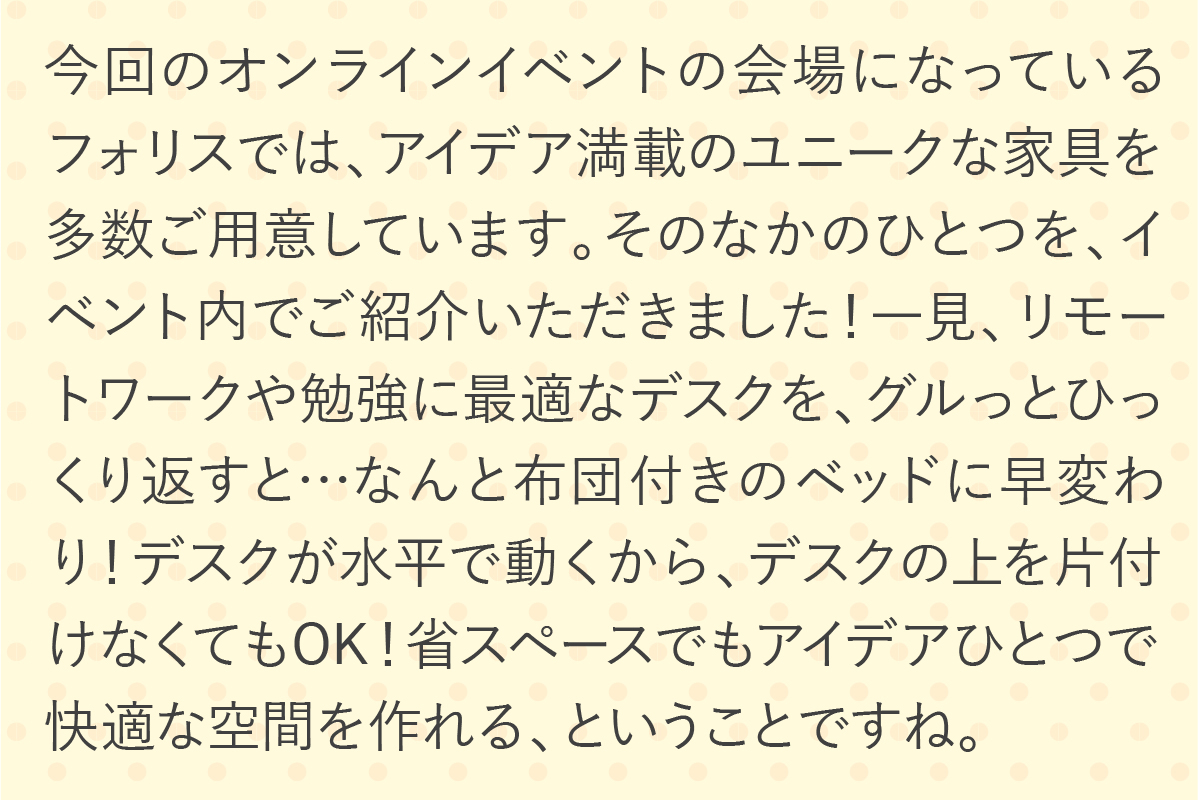 今回のオンラインイベントの会場になっている
フォリスでは、アイデア満載のユニークな家具を
多数ご用意しています。そのなかのひとつを、イ
ベント内でご紹介いただきました！一見、リモー
トワークや勉強に最適なデスクを、グルっとひっ
くり返すと…なんと布団付きのベッドに早変わ
り！デスクが水平で動くから、デスクの上を片付
けなくてもOK！省スペースでもアイデアひとつで
快適な空間を作れる、ということですね。